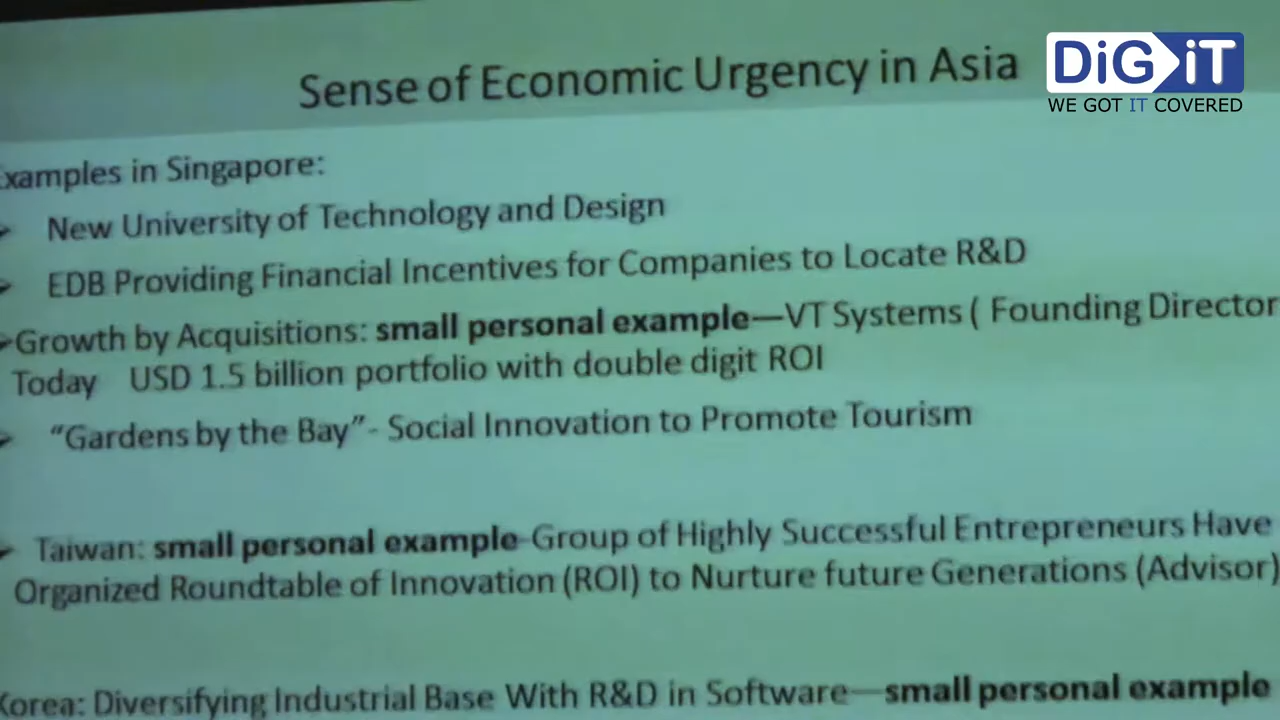 Sense of Economic Urgency in Asia
DiGiT
WE GOT IT COVERED
xamples in Singapore:
New University of Technology and Design
EDB Providing Financial Incentives for Companies to Locate R&D
Growth by Acquisitions: small personal example—VT Systems ( Founding Director
Today USD 1.5 billion portfolio with double digit ROI
“Gardens by the Bay”- Social Innovation to Promote Tourism
Taiwan: small personal example-Group of Highly Successful Entrepreneurs Have
Organized Roundtable of Innovation (ROI) to Nurture future Generations (Advisor)
Korea: Diversifying Industrial Base With R&D in Software—small personal example